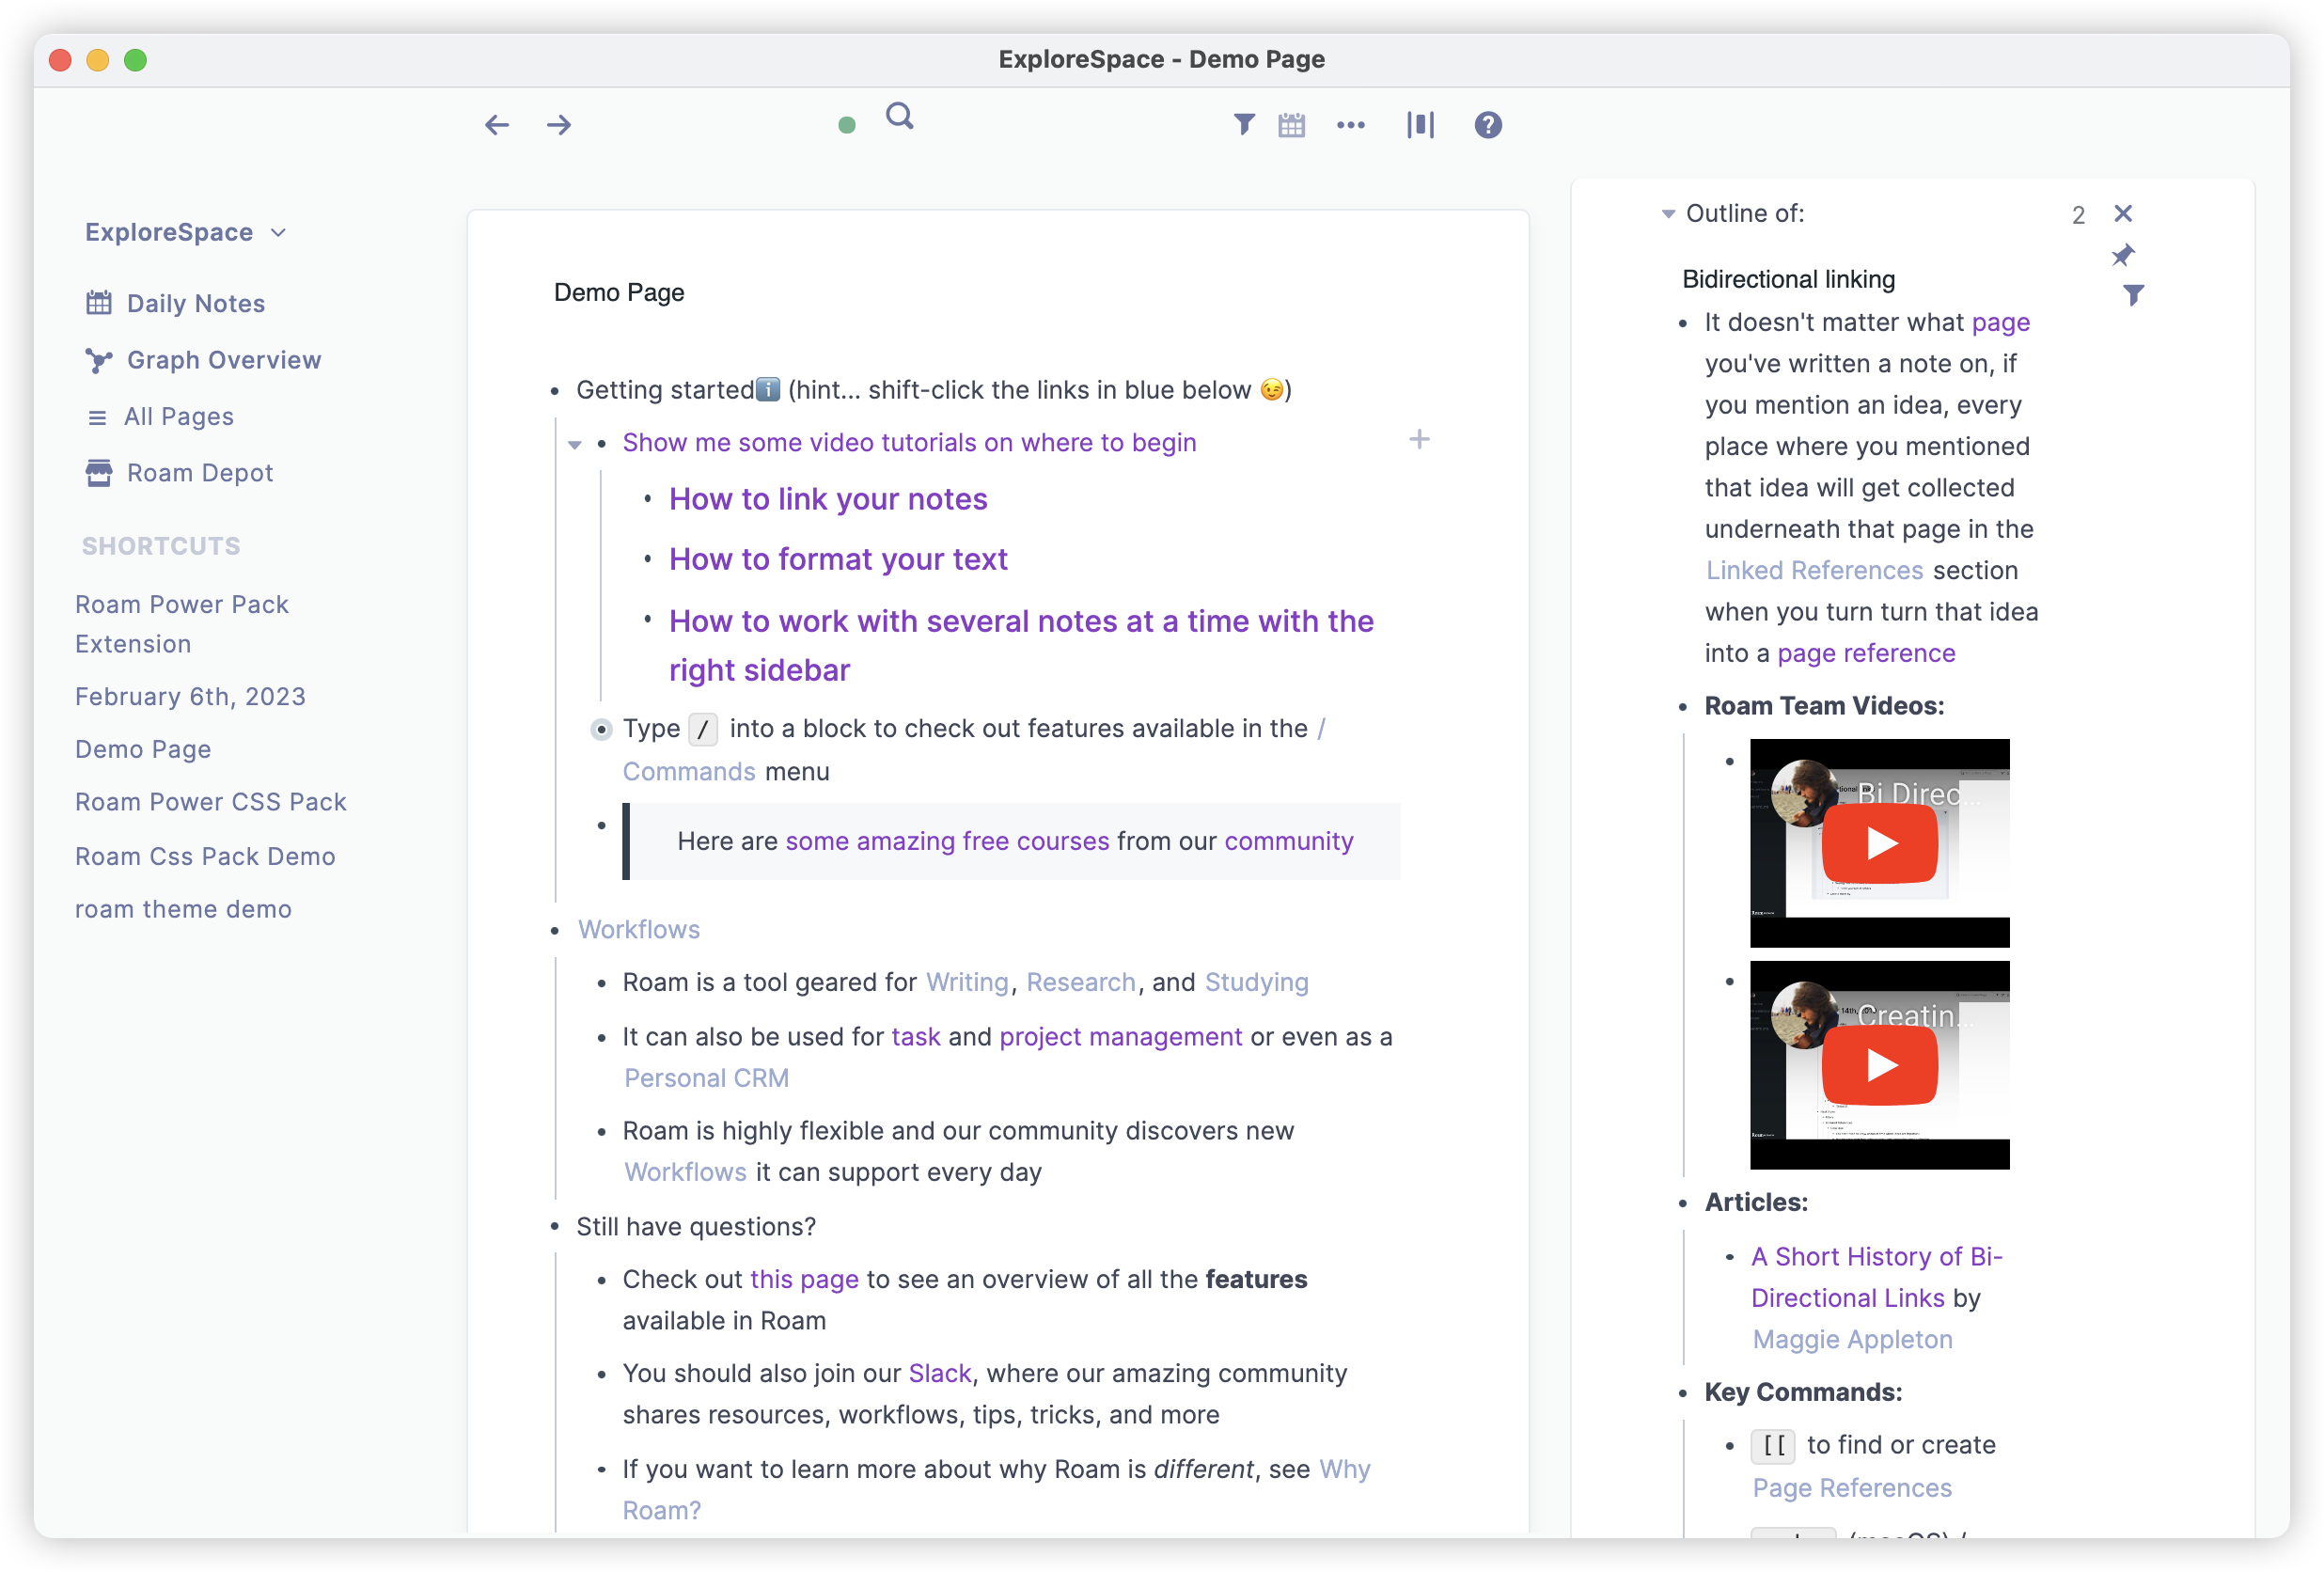 ExploreSpace - Demo Page
ExploreSpace
Daily Notes
Graph Overview
All Pages
Roam Depot
SHORTCUTS
Roam Power Pack
Extension
February 6th, 2023
Demo Page
Roam Power CSS Pack
Roam Css Pack Demo
roam theme demo
Demo Page
Getting startedℹ️ (hint... shift-click the links in blue below 😉)
Show me some video tutorials on where to begin
How to link your notes
How to format your text
How to work with several notes at a time with the
right sidebar
Type / into a block to check out features available in the /
Commands menu
Here are some amazing free courses from our community
Workflows
Roam is a tool geared for Writing, Research, and Studying
It can also be used for task and project management or even as a
Personal CRM
Roam is highly flexible and our community discovers new
Workflows it can support every day
Still have questions?
Check out this page to see an overview of all the features
available in Roam
You should also join our Slack, where our amazing community
shares resources, workflows, tips, tricks, and more
If you want to learn more about why Roam is different, see Why
Roam?
Outline of: 2
Bidirectional linking
It doesn't matter what page
you've written a note on, if
you mention an idea, every
place where you mentioned
that idea will get collected
underneath that page in the
Linked References section
when you turn turn that idea
into a page reference
Roam Team Videos:
Bi Direc...
Creatin...
Articles:
A Short History of Bi-
Directional Links by
Maggie Appleton
Key Commands:
[[ to find or create
Page References
(macOS) /